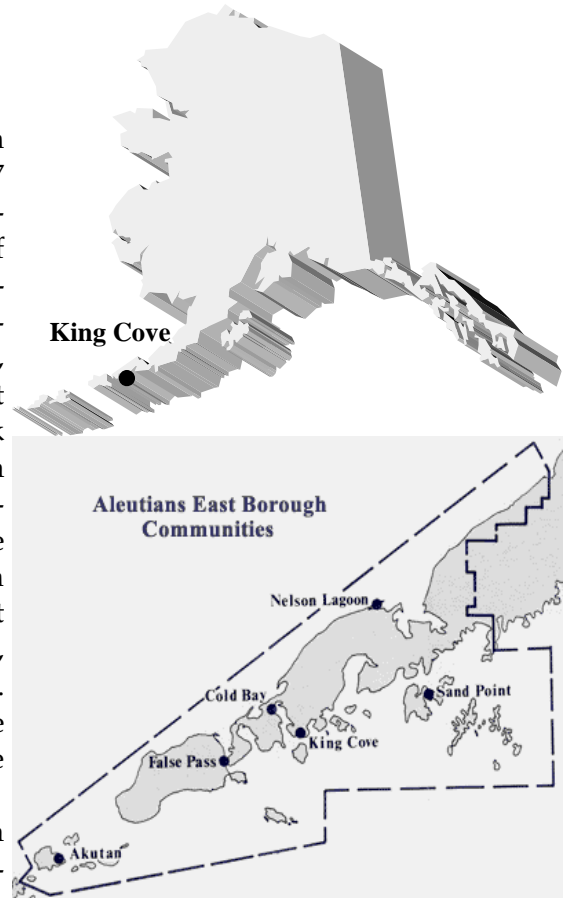 King Cove
Aleutians East Borough
Communities
Nelson Lagoon
Cold Bay
Sand Point
King Cove
False Pass
Akutan